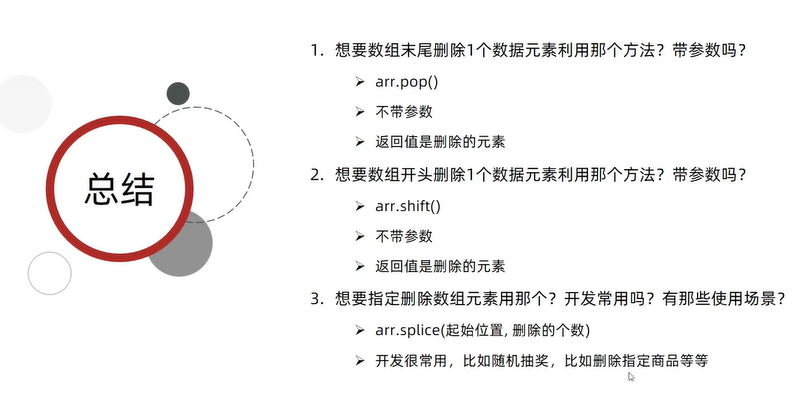 总结
1. 想要数组末尾删除1个数据元素利用那个方法？带参数吗？
➢ arr.pop()
➢ 不带参数
➢ 返回值是删除的元素
2. 想要数组开头删除1个数据元素利用那个方法？带参数吗？
➢ arr.shift()
➢ 不带参数
➢ 返回值是删除的元素
3. 想要指定删除数组元素用那个？开发常用吗？有那些使用场景？
➢ arr.splice(起始位置, 删除的个数)
➢ 开发很常用，比如随机抽奖，比如删除指定商品等等